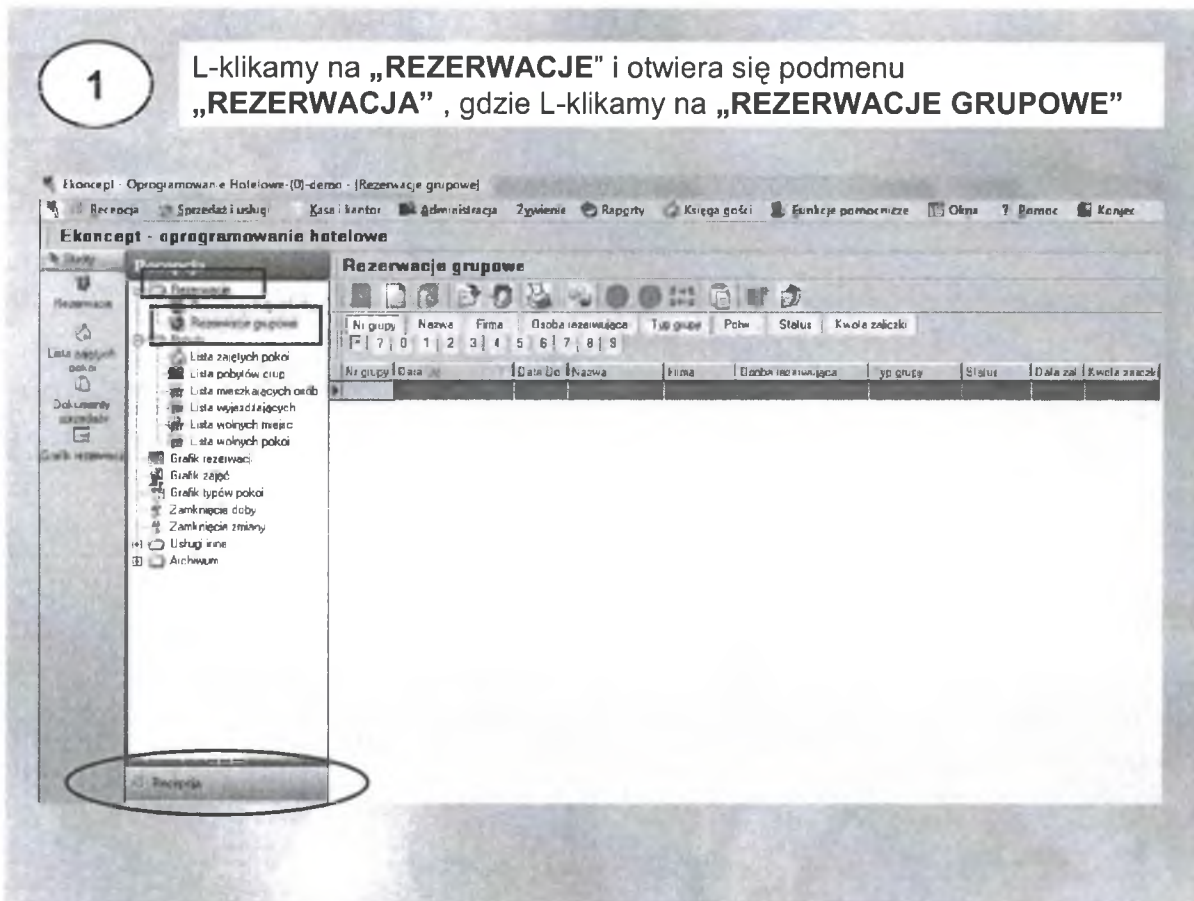 1
L-klikamy na „REZERWACJE" i otwiera się podmenu
„REZERWACJA" , gdzie L-klikamy na „REZERWACJE GRUPOWE"
Ekoncept - Oprogramowanie Hotelowe-(0)-demo - [Rezerwacje grupowe]
Recepcja Sprzedaż i usługi Kasa i kantor Administracja Żywienie Raporty Księga gości Funkcje pomocnicze Okna ? Pomoc Koniec
Ekoncept - oprogramowanie hotelowe
Skróty
Rezerwacje
Lista zajętych pokoi
Dokumenty sprzedaży
Grafik rezerwacji
Recepcja
Rezerwacje
Rezerwacje grupowe
Lista zajętych pokoi
Lista pobytów grup
Lista mieszkających osób
Lista wyjeżdżających
Lista wolnych miejsc
Lista wolnych pokoi
Grafik rezerwacji
Grafik zajęć
Grafik typów pokoi
Zamknięcie doby
Zamknięcie zmiany
Usługi inne
Archiwum
Recepcja
Rezerwacje grupowe
Nr grupy Nazwa Firma Osoba rezerwująca Typ grupy Potw Status Kwota zaliczki
* ? 0 1 2 3 4 5 6 7 8 9
Nr grupy Data Data Do Nazwa Firma Osoba rezerwująca Typ grupy Status Data zal Kwota zaliczki